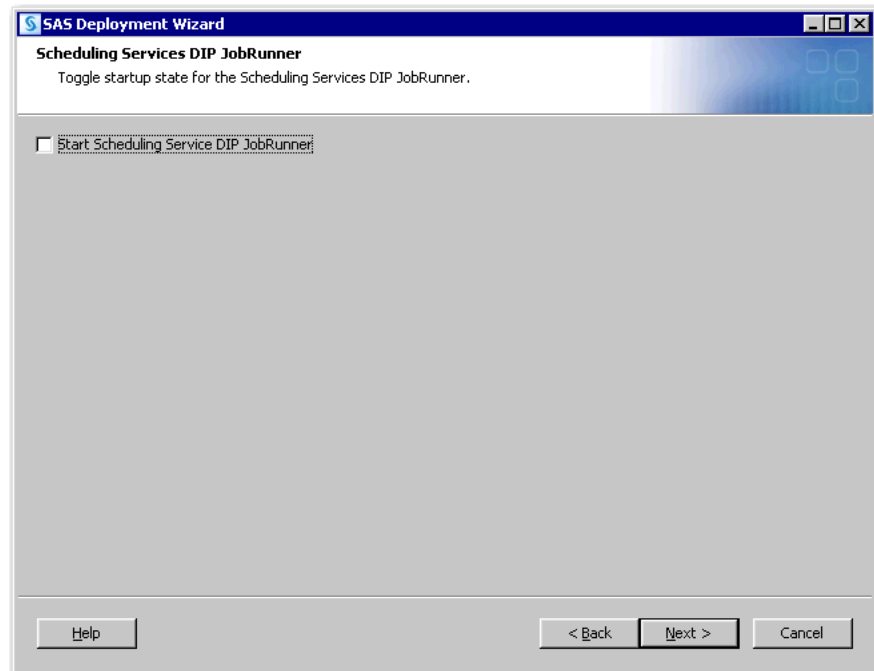 SAS Deployment Wizard
Scheduling Services DIP JobRunner
Toggle startup state for the Scheduling Services DIP JobRunner.
Start Scheduling Service DIP JobRunner
Help
< Back
Next >
Cancel